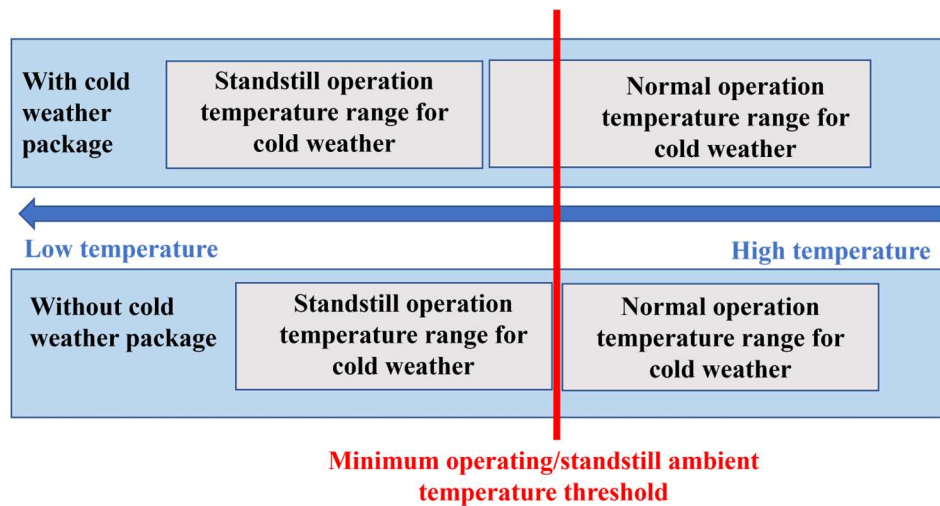 With cold
weather
package
Standstill operation
temperature range for
cold weather
Normal operation
temperature range for
cold weather
Low temperature
High temperature
Without cold
weather package
Standstill operation
temperature range for
cold weather
Normal operation
temperature range for
cold weather
Minimum operating/standstill ambient
temperature threshold